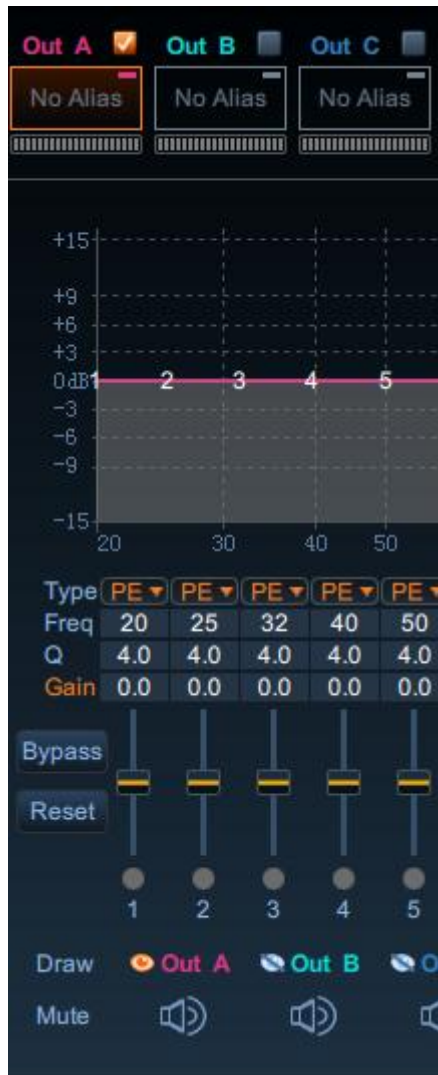 Out A Out B Out C
No Alias No Alias No Alias
+15
+9
+6
+3
0dB 1 2 3 4 5
-3
-6
-9
-15
20 30 40 50
Type PE PE PE PE PE
Freq 20 25 32 40 50
Q 4.0 4.0 4.0 4.0 4.0
Gain 0.0 0.0 0.0 0.0 0.0
Bypass
Reset
1 2 3 4 5
Draw Out A Out B O
Mute